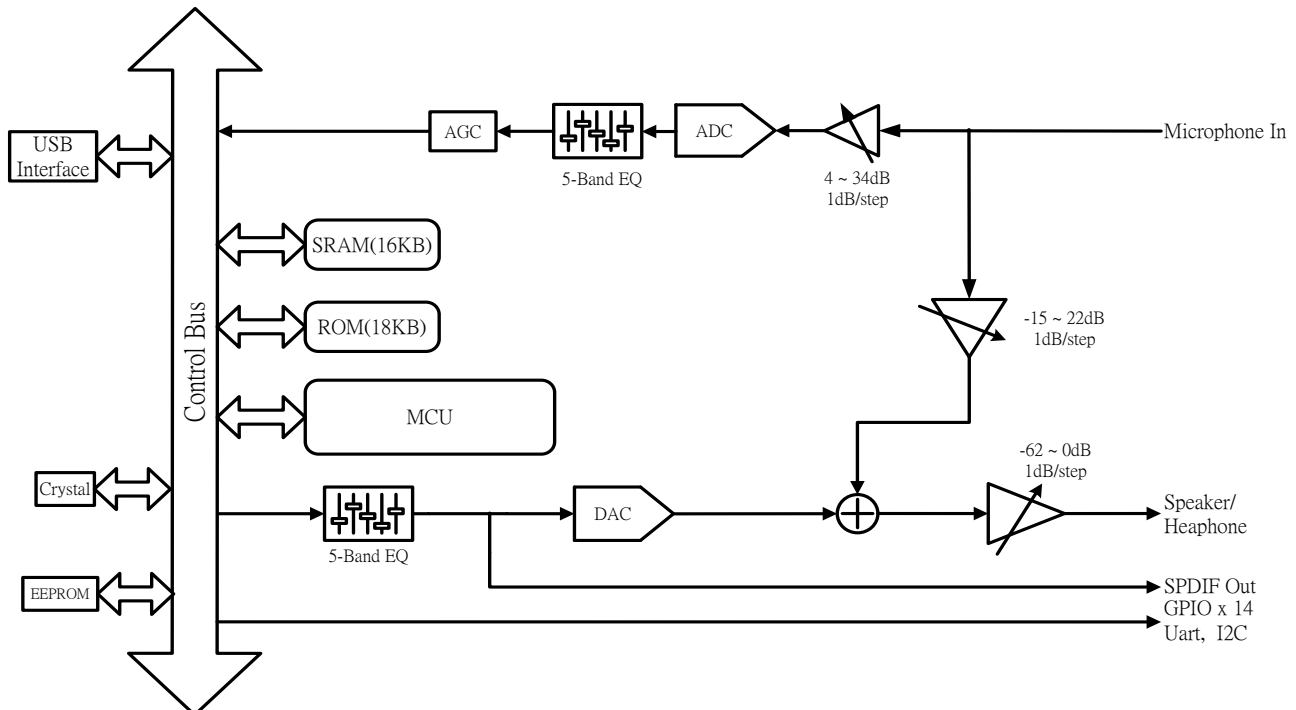 Microphone In
AGC
ADC
5-Band EQ
4 ~ 34dB
1dB/step
USB
Interface
SRAM(16KB)
ROM(18KB)
MCU
Control Bus
-15 ~ 22dB
1dB/step
-62 ~ 0dB
1dB/step
Crystal
DAC
5-Band EQ
Speaker/
Heaphone
EEPROM
SPDIF Out
GPIO x 14
Uart, I2C